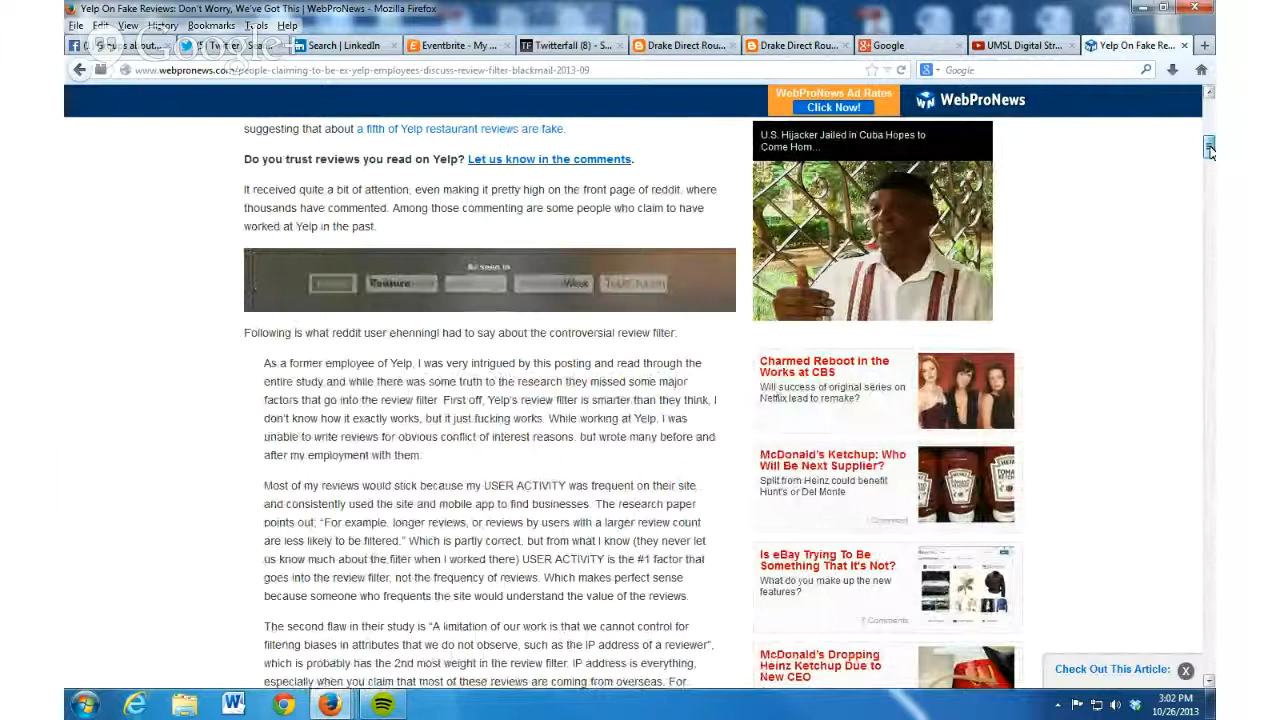 Yelp On Fake Reviews: Don't Worry, We've Got This | WebProNews - Mozilla Firefox
File Edit View History Bookmarks Tools Help
Search | LinkedIn
Eventbrite - My ...
Twitterfall @ - S...
Drake Direct Rou...
Drake Direct Rou...
Google
UMSL Digital Str...
Yelp On Fake Re...
www.webpronews.com/people-claiming-to-be-ex-yelp-employees-discuss-review-filter-blackmail-2013-09
Google
WebProNews Ad Rates
Click Now!
WebProNews
suggesting that about a fifth of Yelp restaurant reviews are fake.
Do you trust reviews you read on Yelp? Let us know in the comments.
It received quite a bit of attention, even making it pretty high on the front page of reddit, where
thousands have commented. Among those commenting are some people who claim to have
worked at Yelp in the past.
As seen in
Following is what reddit user ehenningl had to say about the controversial review filter:
As a former employee of Yelp, I was very intrigued by this posting and read through the
entire study and while there was some truth to the research they missed some major
factors that go into the review filter. First off, Yelp's review filter is smarter than they think, I
don't know how it exactly works, but it just fucking works. While working at Yelp, I was
unable to write reviews for obvious conflict of interest reasons, but wrote many before and
after my employment with them.
Most of my reviews would stick because my USER ACTIVITY was frequent on their site,
and consistently used the site and mobile app to find businesses. The research paper
points out; "For example, longer reviews, or reviews by users with a larger review count
are less likely to be filtered." Which is partly correct, but from what I know (they never let
us know much about the filter when I worked there) USER ACTIVITY is the #1 factor that
goes into the review filter, not the frequency of reviews. Which makes perfect sense
because someone who frequents the site would understand the value of the reviews.
The second flaw in their study is "A limitation of our work is that we cannot control for
filtering biases in attributes that we do not observe, such as the IP address of a reviewer",
which is probably has the 2nd most weight in the review filter. IP address is everything,
especially when you claim that most of these reviews are coming from overseas. For
U.S. Hijacker Jailed in Cuba Hopes to
Come Hom...
Charmed Reboot in the
Works at CBS
Will success of original series on
Netflix lead to remake?
McDonald's Ketchup: Who
Will Be Next Supplier?
Split from Heinz could benefit
Hunt's or Del Monte
1 Comment
Is eBay Trying To Be
Something That It's Not?
What do you make up the new
features?
7 Comments
McDonald's Dropping
Heinz Ketchup Due to
New CEO
Check Out This Article:
3:02 PM
10/26/2013